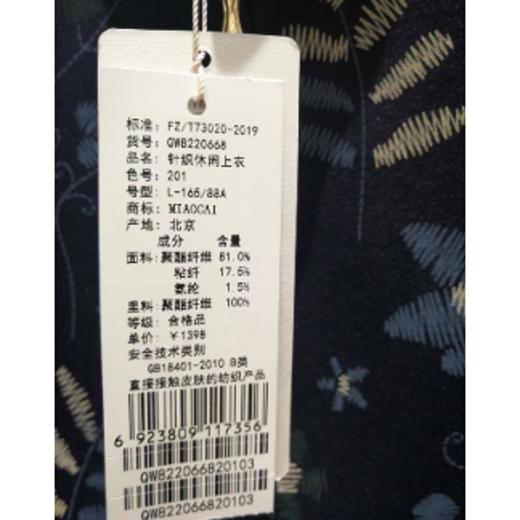 标准: FZ/T73020-2019
货号: QWB220668
品名: 针织休闲上衣
色号: 201
号型: L-165/88A
商标: MIAOCAI
产地: 北京
成分 含量
面料: 聚酯纤维 81.0%
粘纤 17.5%
氨纶 1.5%
里料: 聚酯纤维 100%
等级: 合格品
单价: ¥1398
安全技术类别
GB18401-2010 B类
直接接触皮肤的纺织产品
6 923809 117356
QWB22066820103
QWB22066820103